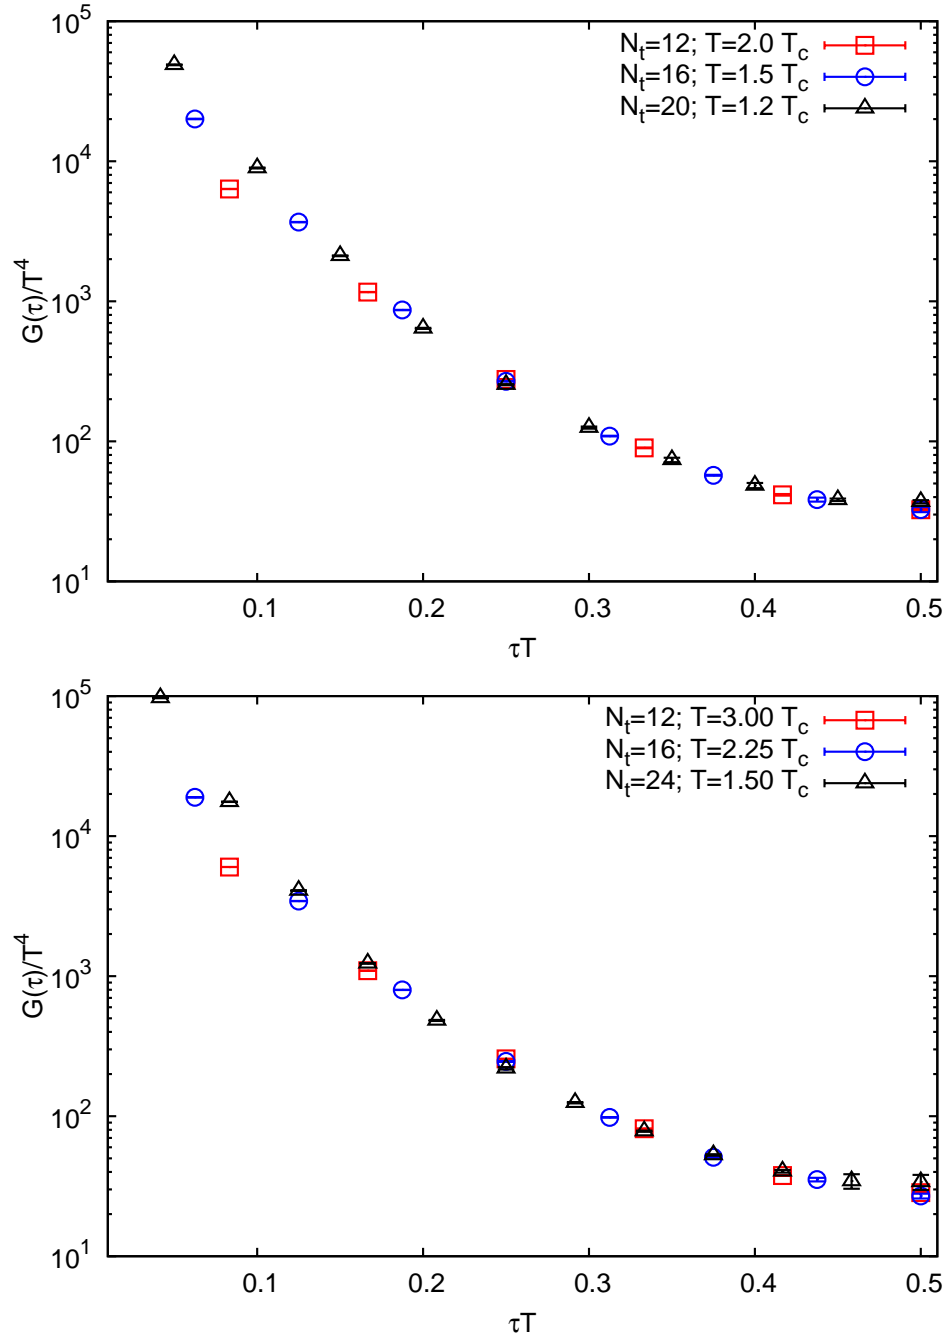 10^5
10^4
10^3
10^2
10^1
G(τ)/T^4
N_t=12; T=2.0 T_c
N_t=16; T=1.5 T_c
N_t=20; T=1.2 T_c
0.1 0.2 0.3 0.4 0.5
τT
10^5
10^4
10^3
10^2
10^1
G(τ)/T^4
N_t=12; T=3.00 T_c
N_t=16; T=2.25 T_c
N_t=24; T=1.50 T_c
0.1 0.2 0.3 0.4 0.5
τT